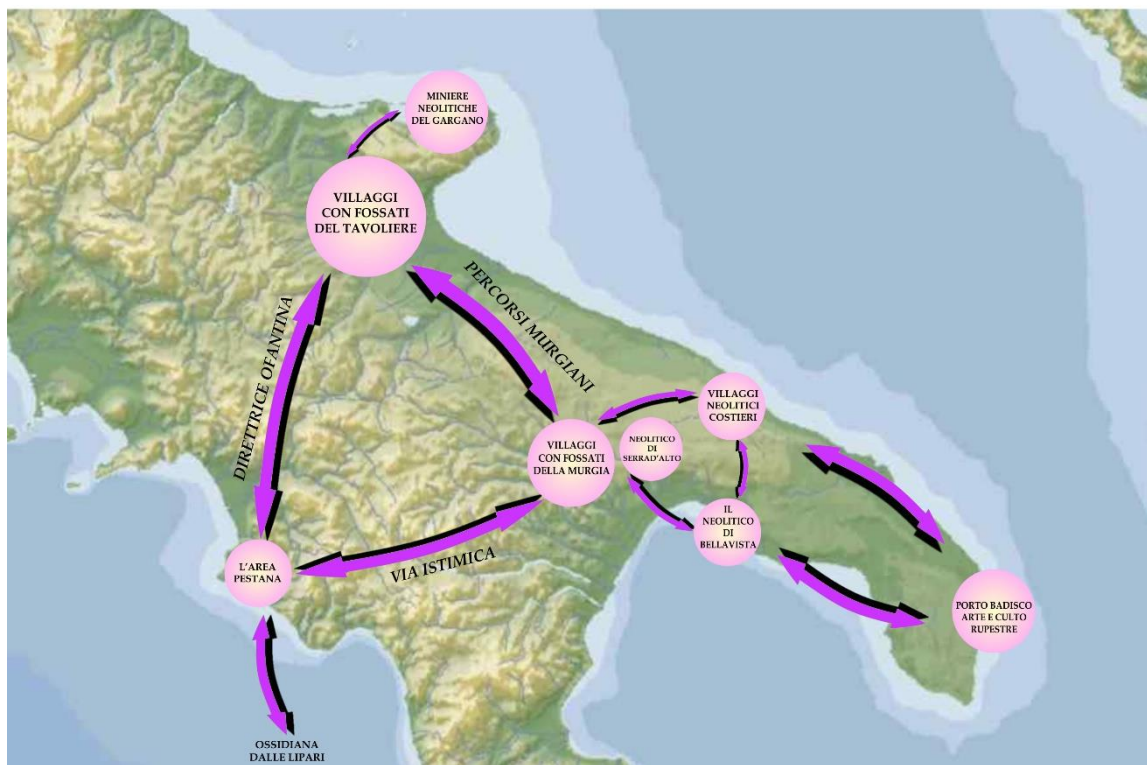 MINIERE
NEOLITICHE
DEL GARGANO
VILLAGGI
CON FOSSATI
DEL TAVOLIERE
PERCORSI MURGIANI
DIRETTRICE OFANTINA
VILLAGGI
NEOLITICI
COSTIERI
NEOLITICO
DI
SERRAD'ALTO
VILLAGGI
CON FOSSATI
DELLA MURGIA
IL
NEOLITICO
DI
BELLAVISTA
L'AREA
PESTANA
VIA ISTIMICA
PORTO BADISCO
ARTE E CULTO
RUPESTRE
OSSIDIANA
DALLE LIPARI